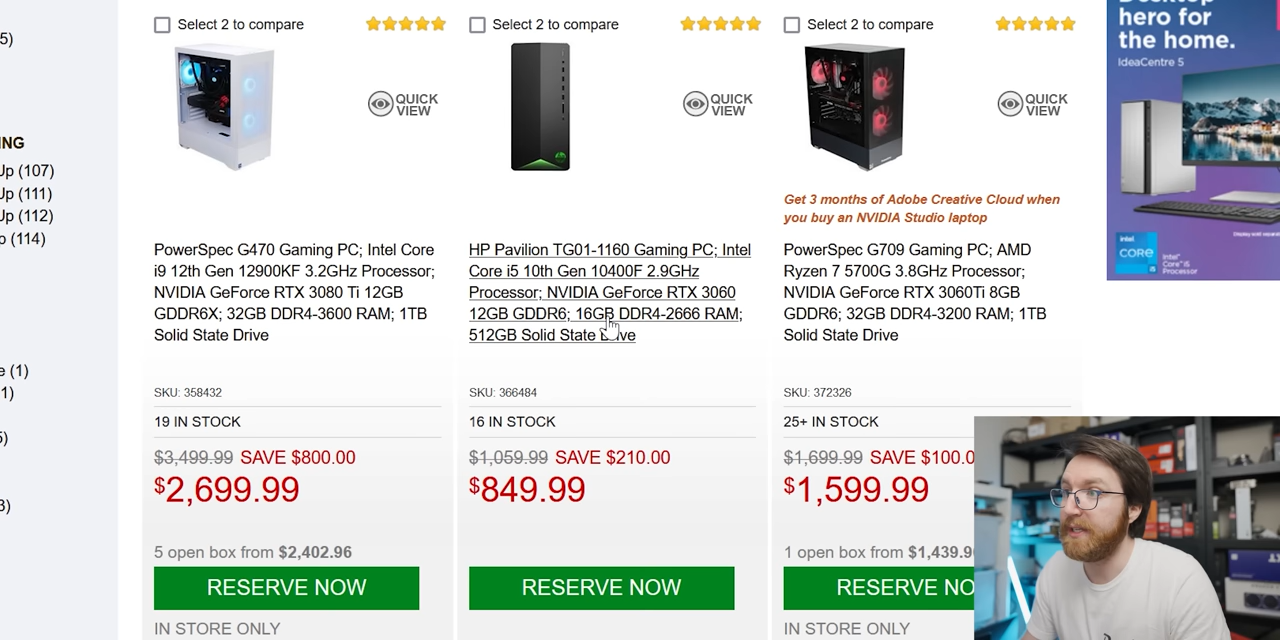 5)
NG
Up (107)
Up (111)
Up (112)
o (114)
e (1)
1)
5)
3)
Select 2 to compare
QUICK
VIEW
PowerSpec G470 Gaming PC; Intel Core
i9 12th Gen 12900KF 3.2GHz Processor;
NVIDIA GeForce RTX 3080 Ti 12GB
GDDR6X; 32GB DDR4-3600 RAM; 1TB
Solid State Drive
SKU: 358432
19 IN STOCK
$3,499.99 SAVE $800.00
$2,699.99
5 open box from $2,402.96
RESERVE NOW
IN STORE ONLY
Select 2 to compare
QUICK
VIEW
HP Pavilion TG01-1160 Gaming PC; Intel
Core i5 10th Gen 10400F 2.9GHz
Processor; NVIDIA GeForce RTX 3060
12GB GDDR6; 16GB DDR4-2666 RAM;
512GB Solid State Drive
SKU: 366484
16 IN STOCK
$1,059.99 SAVE $210.00
$849.99
RESERVE NOW
Select 2 to compare
QUICK
VIEW
Get 3 months of Adobe Creative Cloud when
you buy an NVIDIA Studio laptop
PowerSpec G709 Gaming PC; AMD
Ryzen 7 5700G 3.8GHz Processor;
NVIDIA GeForce RTX 3060Ti 8GB
GDDR6; 32GB DDR4-3200 RAM; 1TB
Solid State Drive
SKU: 372326
25+ IN STOCK
$1,699.99 SAVE $100.0
$1,599.99
1 open box from $1,439.9
RESERVE NO
IN STORE ONLY
Desktop
hero for
the home.
IdeaCentre 5
intel
CORE
i5
Intel®
Core™ i5
Processor